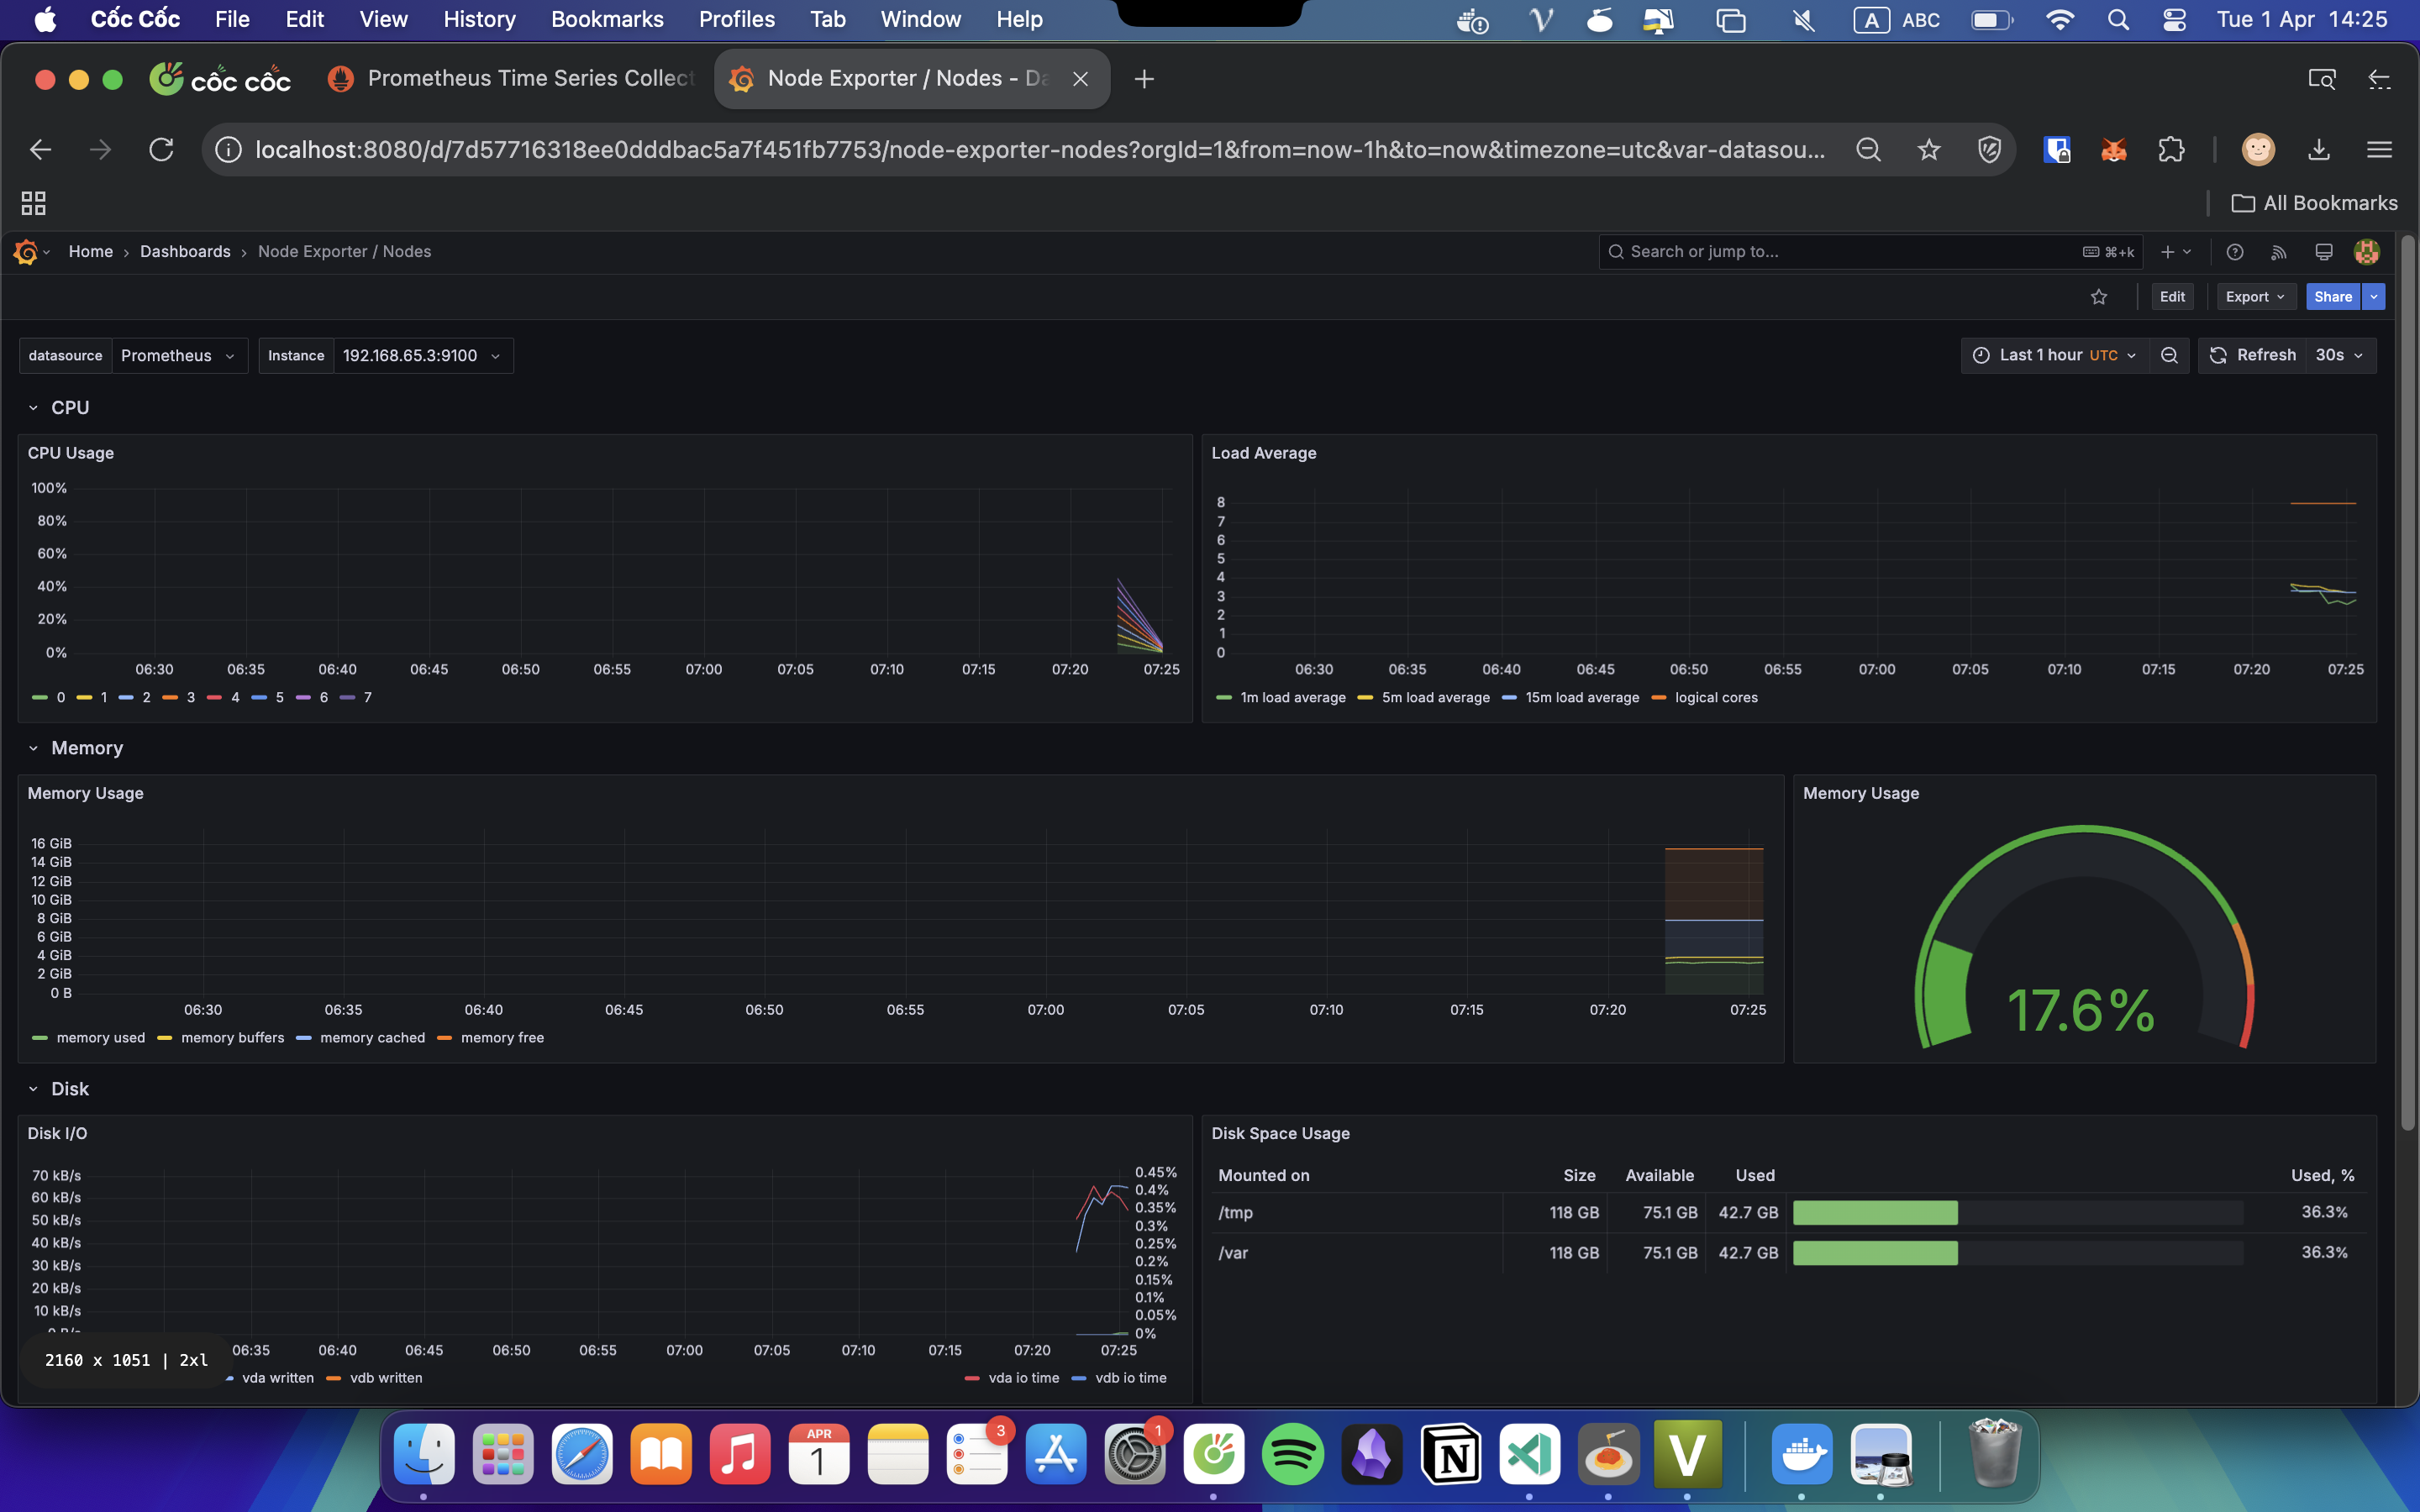 Cốc Cốc File Edit View History Bookmarks Profiles Tab Window Help A ABC Tue 1 Apr 14:25
cốc cốc Prometheus Time Series Collect Node Exporter / Nodes - Da
localhost:8080/d/7d57716318ee0dddbac5a7f451fb7753/node-exporter-nodes?orgId=1&from=now-1h&to=now&timezone=utc&var-datasou...
All Bookmarks
Home › Dashboards › Node Exporter / Nodes Search or jump to... ⌘+k
Edit Export Share
datasource Prometheus Instance 192.168.65.3:9100 Last 1 hour UTC Refresh 30s
CPU
CPU Usage
100%
80%
60%
40%
20%
0%
06:30 06:35 06:40 06:45 06:50 06:55 07:00 07:05 07:10 07:15 07:20 07:25
0 1 2 3 4 5 6 7
Load Average
8
7
6
5
4
3
2
1
0
06:30 06:35 06:40 06:45 06:50 06:55 07:00 07:05 07:10 07:15 07:20 07:25
1m load average 5m load average 15m load average logical cores
Memory
Memory Usage
16 GiB
14 GiB
12 GiB
10 GiB
8 GiB
6 GiB
4 GiB
2 GiB
0 B
06:30 06:35 06:40 06:45 06:50 06:55 07:00 07:05 07:10 07:15 07:20 07:25
memory used memory buffers memory cached memory free
Memory Usage
17.6%
Disk
Disk I/O
70 kB/s
60 kB/s
50 kB/s
40 kB/s
30 kB/s
20 kB/s
10 kB/s
0.45%
0.4%
0.35%
0.3%
0.25%
0.2%
0.15%
0.1%
0.05%
0%
06:35 06:40 06:45 06:50 06:55 07:00 07:05 07:10 07:15 07:20 07:25
vda written vdb written vda io time vdb io time
2160 x 1051 | 2xl
Disk Space Usage
Mounted on Size Available Used Used, %
/tmp 118 GB 75.1 GB 42.7 GB 36.3%
/var 118 GB 75.1 GB 42.7 GB 36.3%
APR
1
3
1
N
V